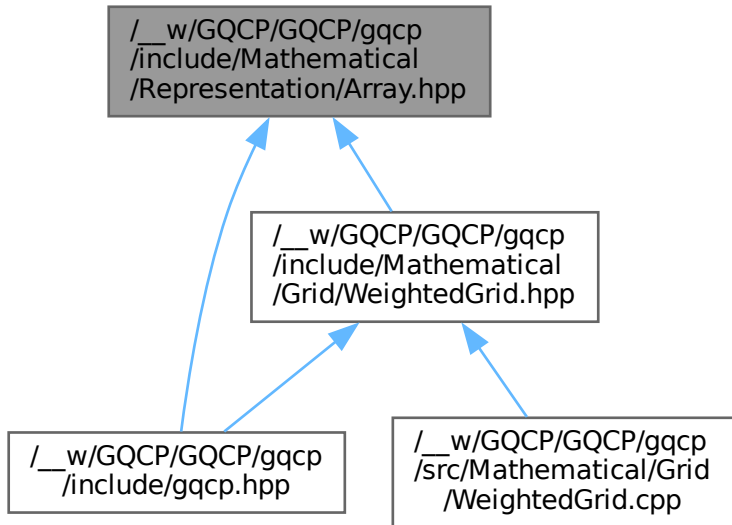 /__w/GQCP/GQCP/gqcp
/include/Mathematical
/Representation/Array.hpp
/__w/GQCP/GQCP/gqcp
/include/Mathematical
/Grid/WeightedGrid.hpp
/__w/GQCP/GQCP/gqcp
/include/gqcp.hpp
/__w/GQCP/GQCP/gqcp
/src/Mathematical/Grid
/WeightedGrid.cpp